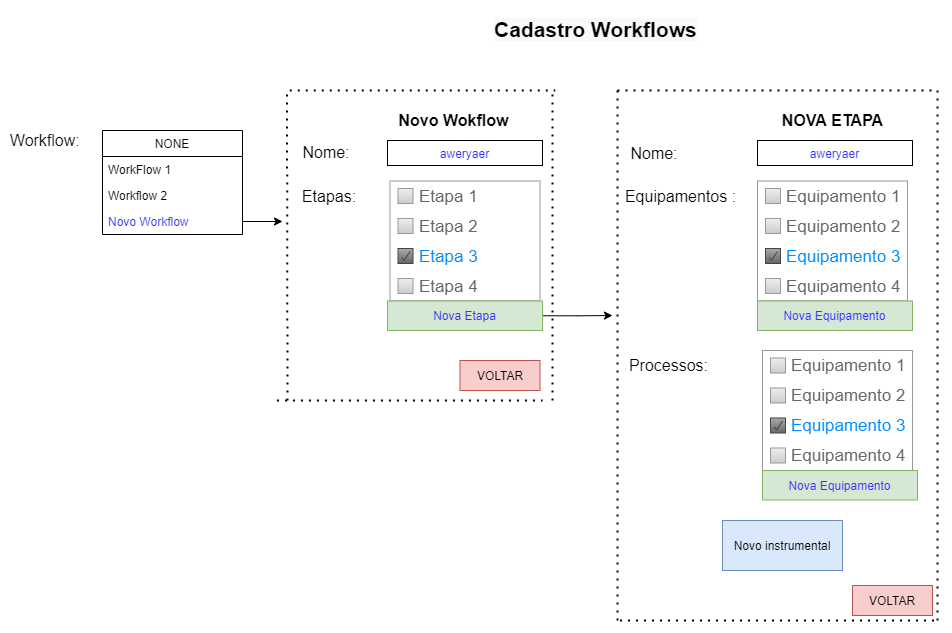 Cadastro Workflows
Workflow:
NONE
WorkFlow 1
Workflow 2
Novo Workflow
Novo Wokflow
Nome:
aweryaer
Etapas:
Etapa 1
Etapa 2
Etapa 3
Etapa 4
Nova Etapa
VOLTAR
NOVA ETAPA
Nome:
aweryaer
Equipamentos :
Equipamento 1
Equipamento 2
Equipamento 3
Equipamento 4
Nova Equipamento
Processos:
Equipamento 1
Equipamento 2
Equipamento 3
Equipamento 4
Nova Equipamento
Novo instrumental
VOLTAR